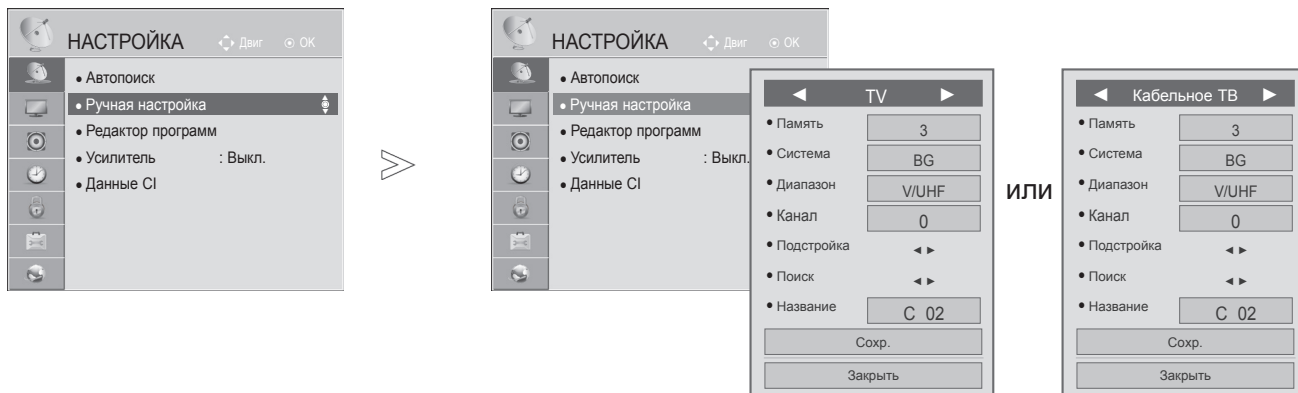 НАСТРОЙКА Двиг ОК
• Автопоиск
• Ручная настройка
• Редактор программ
• Усилитель : Выкл.
• Данные CI
НАСТРОЙКА Двиг ОК
• Автопоиск
• Ручная настройка
• Редактор программ
• Усилитель : Выкл.
• Данные CI
◄ TV ►
• Память 3
• Система BG
• Диапазон V/UHF
• Канал 0
• Подстройка ◄ ►
• Поиск ◄ ►
• Название C 02
Сохр.
Закрыть
или
◄ Кабельное ТВ ►
• Память 3
• Система BG
• Диапазон V/UHF
• Канал 0
• Подстройка ◄ ►
• Поиск ◄ ►
• Название C 02
Сохр.
Закрыть